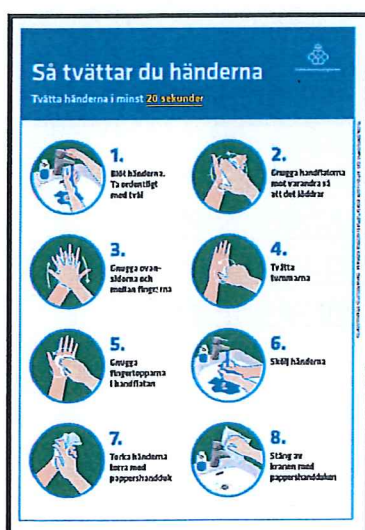 Så tvättar du händerna
Tvätta händerna i minst 20 sekunder
1.
Blöt händerna.
Ta ordentligt
med tvål
2.
Gnugga handflatorna
mot varandra så
att det löddrar
3.
Gnugga ovan-
sidorna och
mellan fingrarna
4.
Tvätta
tummarna
5.
Gnugga
fingertopparna
i handflatan
6.
Skölj händerna
7.
Torka händerna
torra med
pappershandduk
8.
Stäng av
kranen med
pappershandduken